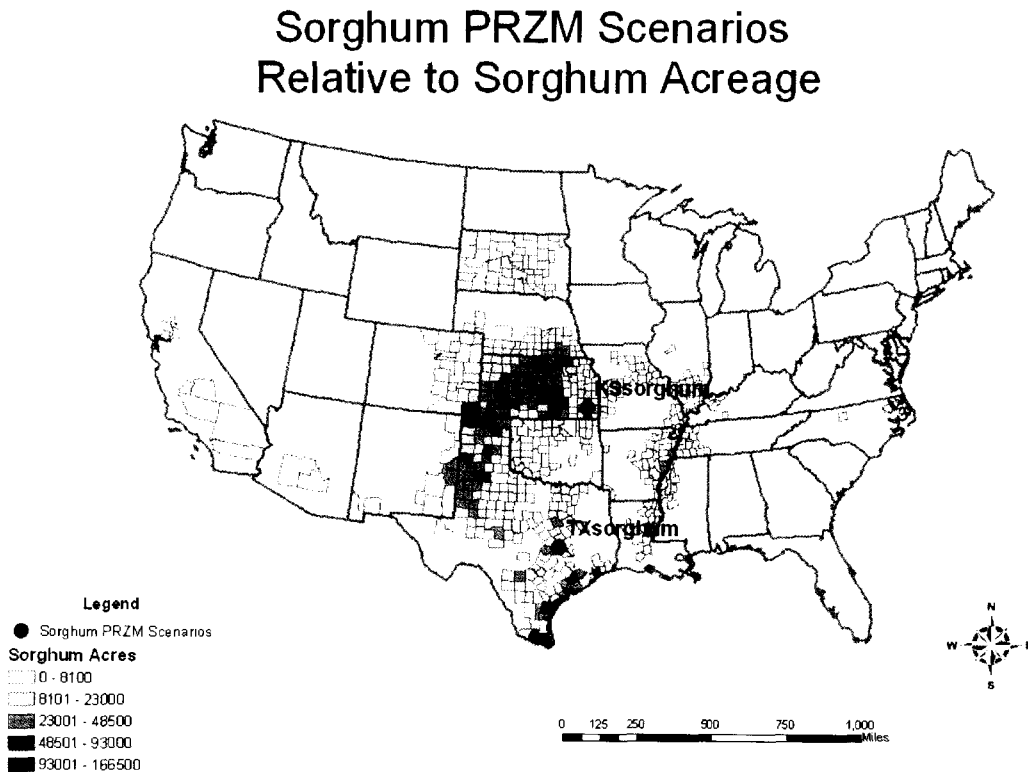 Sorghum PRZM Scenarios
Relative to Sorghum Acreage
KSsorghum
TXsorghum
Legend
Sorghum PRZM Scenarios
Sorghum Acres
0 - 8100
8101 - 23000
23001 - 48500
48501 - 93000
93001 - 166500
N
W
E
S
0 125 250 500 750 1,000
Miles